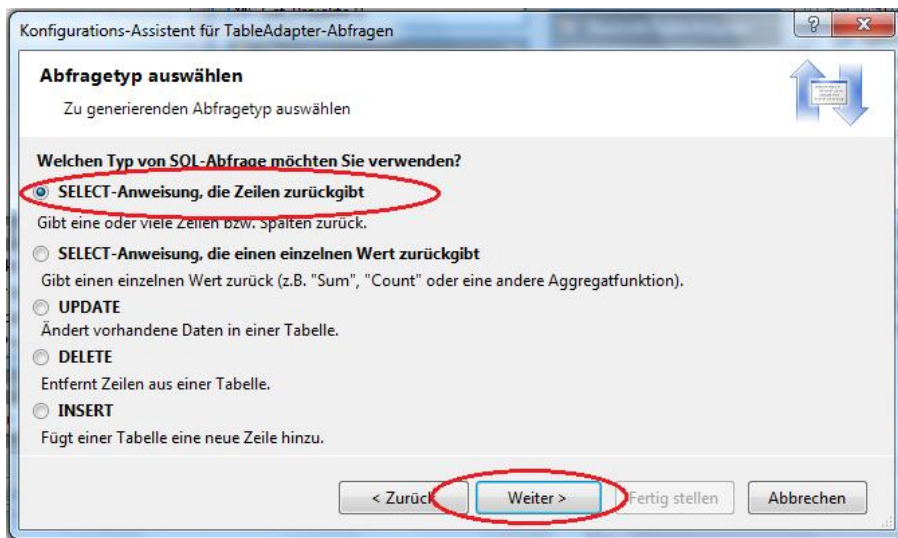 Konfigurations-Assistent für TableAdapter-Abfragen
Abfragetyp auswählen
Zu generierenden Abfragetyp auswählen
Welchen Typ von SQL-Abfrage möchten Sie verwenden?
SELECT-Anweisung, die Zeilen zurückgibt
Gibt eine oder viele Zeilen bzw. Spalten zurück.
SELECT-Anweisung, die einen einzelnen Wert zurückgibt
Gibt einen einzelnen Wert zurück (z.B. "Sum", "Count" oder eine andere Aggregatfunktion).
UPDATE
Ändert vorhandene Daten in einer Tabelle.
DELETE
Entfernt Zeilen aus einer Tabelle.
INSERT
Fügt einer Tabelle eine neue Zeile hinzu.
< Zurück Weiter > Fertig stellen Abbrechen